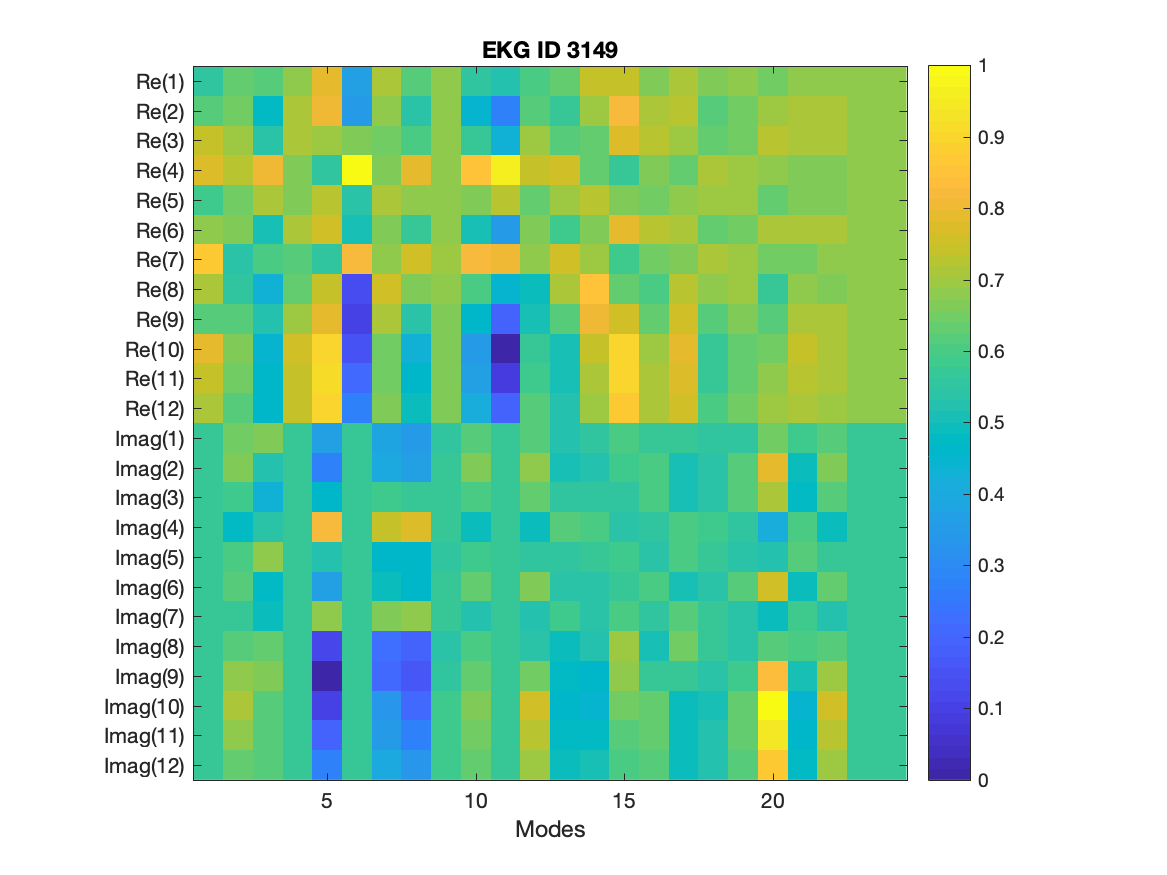 EKG ID 3149
Re(1)
Re(2)
Re(3)
Re(4)
Re(5)
Re(6)
Re(7)
Re(8)
Re(9)
Re(10)
Re(11)
Re(12)
Imag(1)
Imag(2)
Imag(3)
Imag(4)
Imag(5)
Imag(6)
Imag(7)
Imag(8)
Imag(9)
Imag(10)
Imag(11)
Imag(12)
5 10 15 20
Modes
1
0.9
0.8
0.7
0.6
0.5
0.4
0.3
0.2
0.1
0